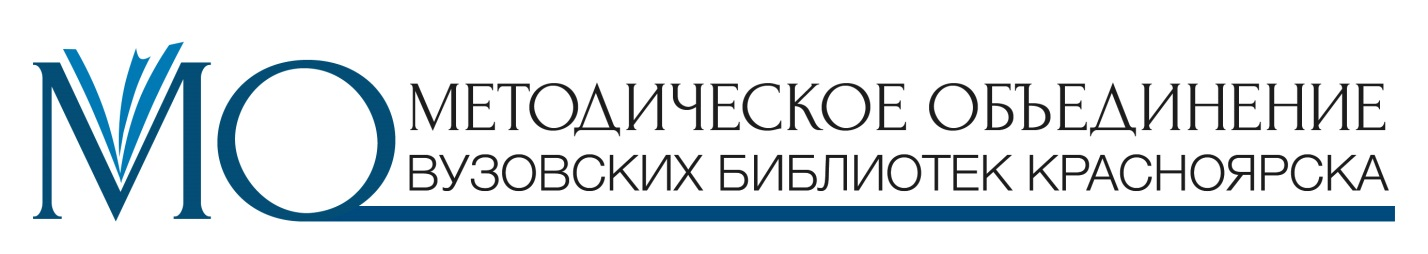 МО
МЕТОДИЧЕСКОЕ ОБЪЕДИНЕНИЕ
ВУЗОВСКИХ БИБЛИОТЕК КРАСНОЯРСКА